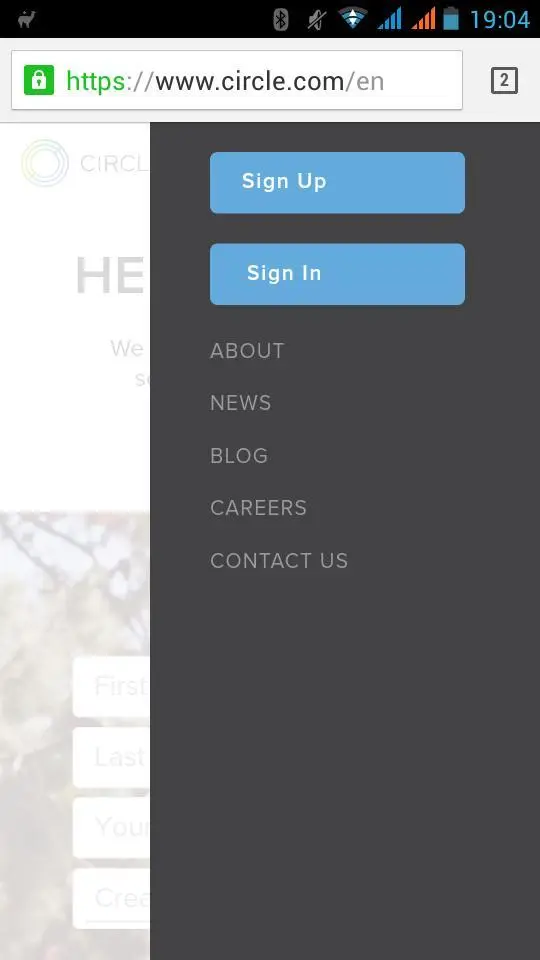 19:04
https://www.circle.com/en
2
CIRCL
Sign Up
HE
Sign In
We
ABOUT
se
NEWS
BLOG
CAREERS
CONTACT US
First
Last
Your
Crea